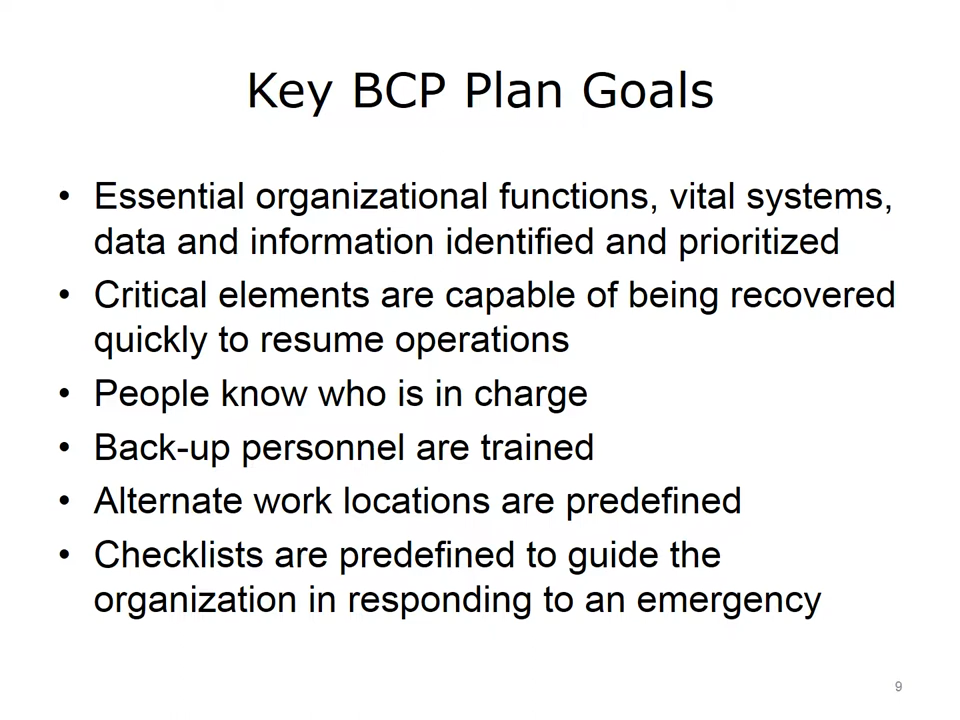 Key BCP Plan Goals
• Essential organizational functions, vital systems,
data and information identified and prioritized
• Critical elements are capable of being recovered
quickly to resume operations
• People know who is in charge
• Back-up personnel are trained
• Alternate work locations are predefined
• Checklists are predefined to guide the
organization in responding to an emergency
9